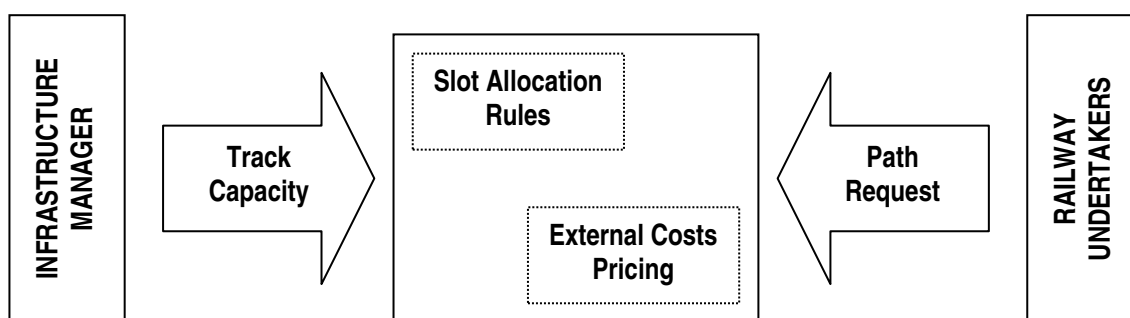 INFRASTRUCTURE
MANAGER
Track
Capacity
Slot Allocation
Rules
External Costs
Pricing
Path
Request
RAILWAY
UNDERTAKERS